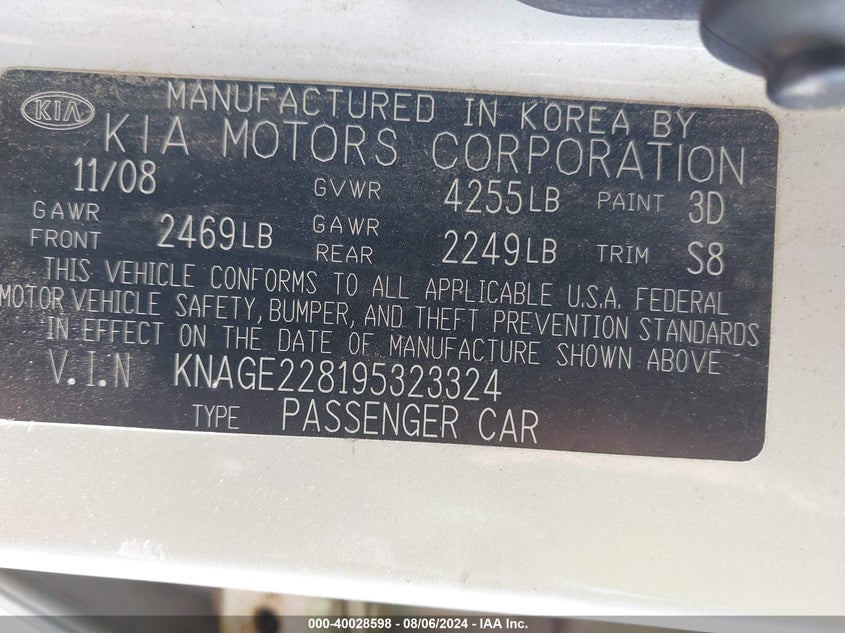 KIA MANUFACTURED IN KOREA BY
KIA MOTORS CORPORATION
11/08 GVWR 4255LB PAINT 3D
GAWR FRONT 2469LB GAWR REAR 2249LB TRIM S8
THIS VEHICLE CONFORMS TO ALL APPLICABLE U.S.A. FEDERAL
MOTOR VEHICLE SAFETY, BUMPER, AND THEFT PREVENTION STANDARDS
IN EFFECT ON THE DATE OF MANUFACTURE SHOWN ABOVE
V.I.N KNAGE228195323324
TYPE PASSENGER CAR
000-40028598 - 08/06/2024 - IAA Inc.